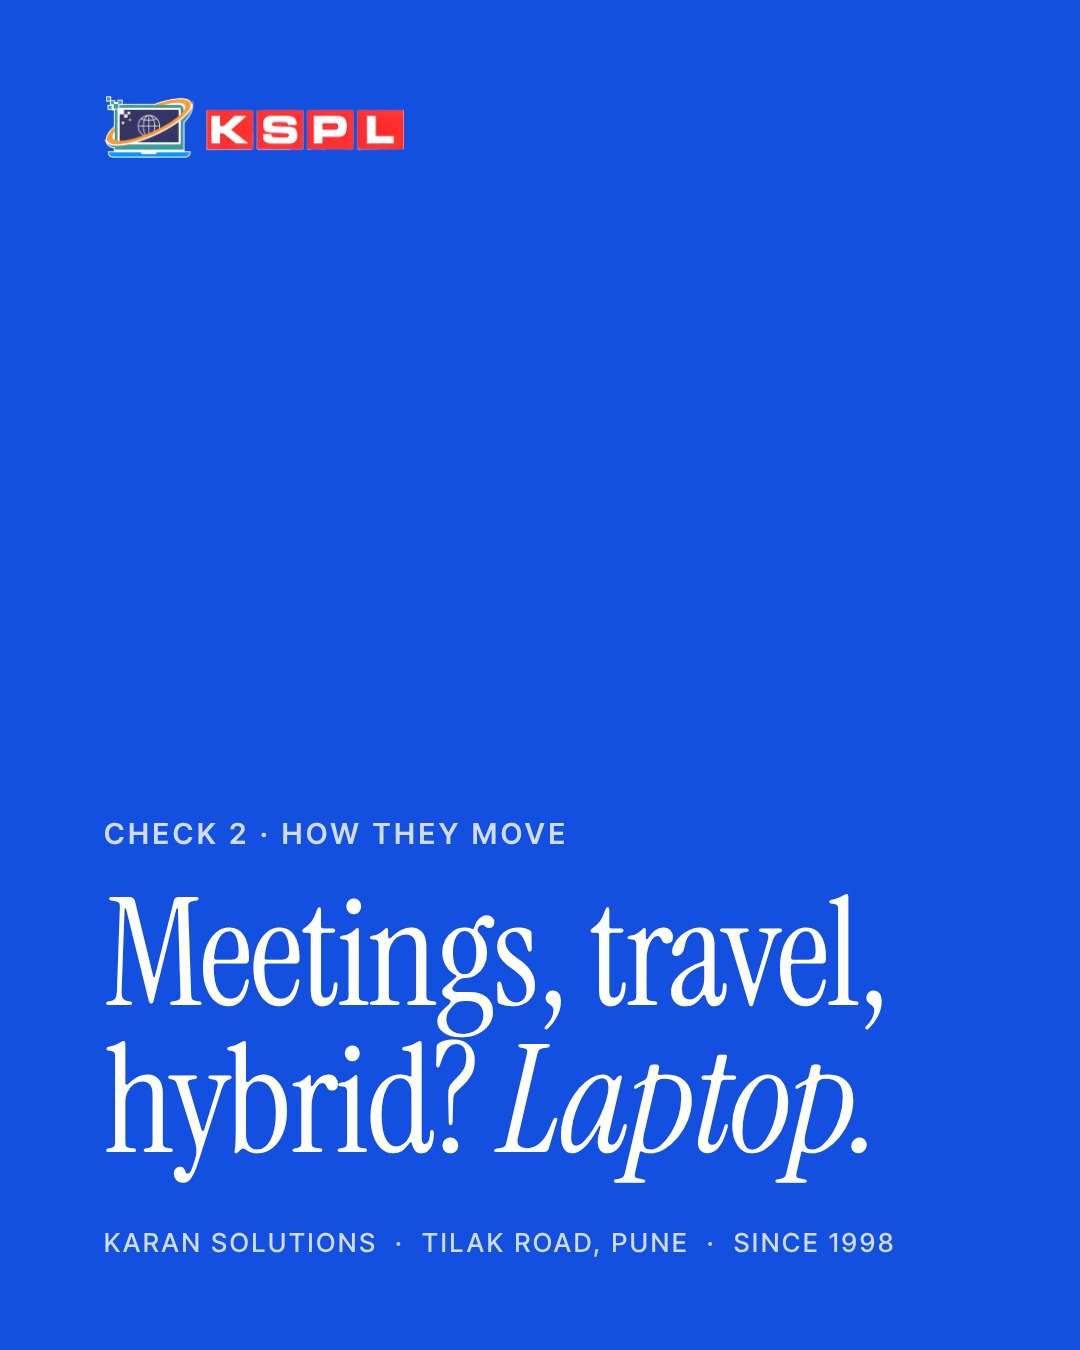 KSPL
CHECK 2 · HOW THEY MOVE
Meetings, travel,
hybrid? Laptop.
KARAN SOLUTIONS · TILAK ROAD, PUNE · SINCE 1998